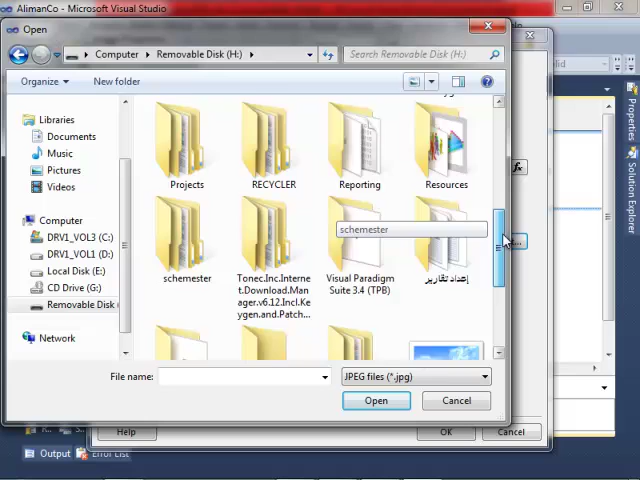 AlimanCo - Microsoft Visual Studio
Open
Computer
Removable Disk (H:)
Search Removable Disk (H:)
Organize
New folder
Libraries
Documents
Music
Pictures
Videos
Computer
DRV1_VOL3 (C:)
DRV1_VOL1 (D:)
Local Disk (E:)
CD Drive (G:)
Removable Disk
Network
Projects
RECYCLER
Reporting
Resources
schemester
schemester
Tonec.Inc.Interne
t.Download.Man
ager.v6.12.Incl.Ke
ygen.and.Patch...
Visual Paradigm
Suite 3.4 (TPB)
إعداد تقارير
File name:
JPEG files (*.jpg)
Open
Cancel
fx
Help
OK
Cancel
Output
Error List
Properties
Solution Explorer